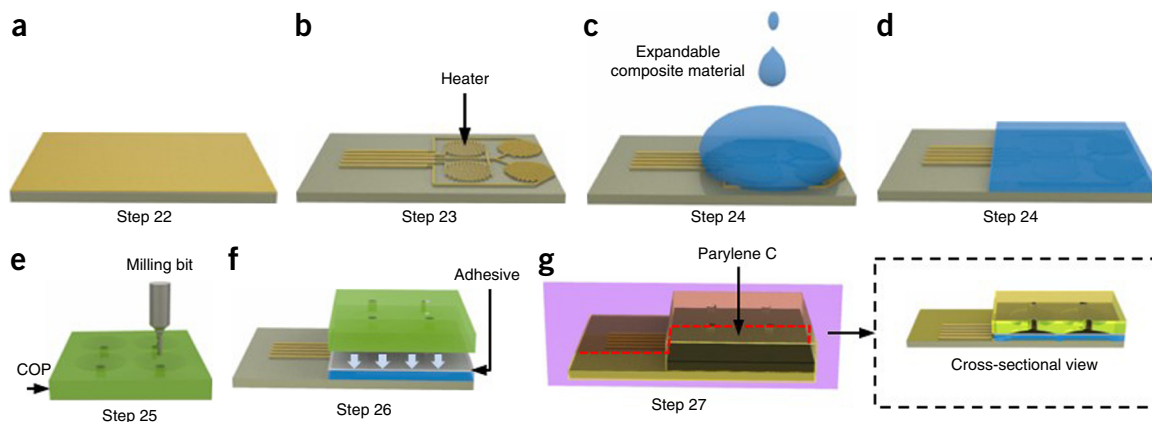 a
b
c
d
Expandable
composite material
Heater
Step 22
Step 23
Step 24
Step 24
e
f
g
Milling bit
Adhesive
Parylene C
COP
Cross-sectional view
Step 25
Step 26
Step 27